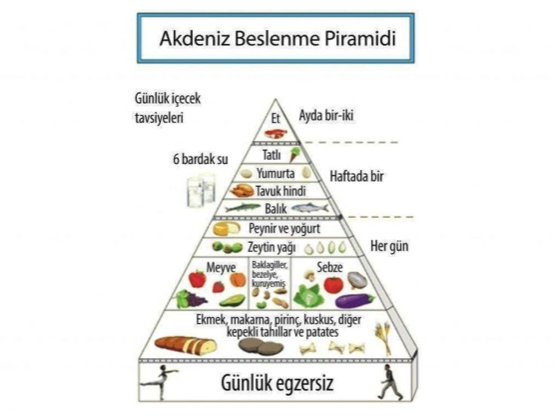 Akdeniz Beslenme Piramidi
Günlük içecek
tavsiyeleri
6 bardak su
Et
Ayda bir-iki
Tatlı
Yumurta
Tavuk hindi
Balık
Haftada bir
Peynir ve yoğurt
Zeytin yağı
Her gün
Meyve
Baklagiller,
bezelye,
kuruyemiş
Sebze
Ekmek, makarna, pirinç, kuskus, diğer
kepekli tahıllar ve patates
Günlük egzersiz